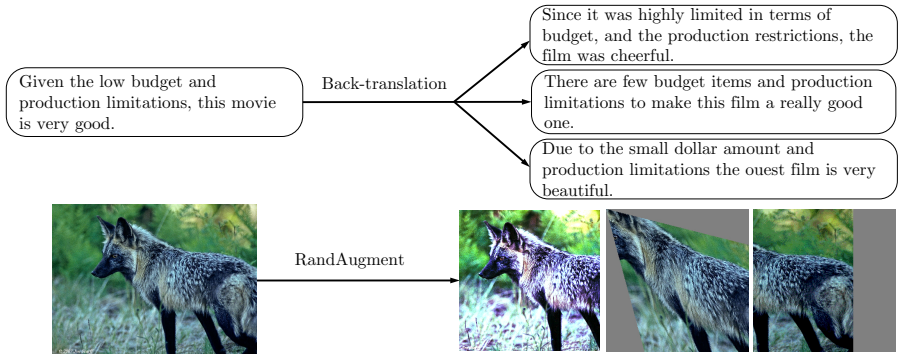 Since it was highly limited in terms of
budget, and the production restrictions, the
film was cheerful.
Given the low budget and
production limitations, this movie
is very good.
Back-translation
There are few budget items and production
limitations to make this film a really good
one.
Due to the small dollar amount and
production limitations the ouest film is very
beautiful.
RandAugment